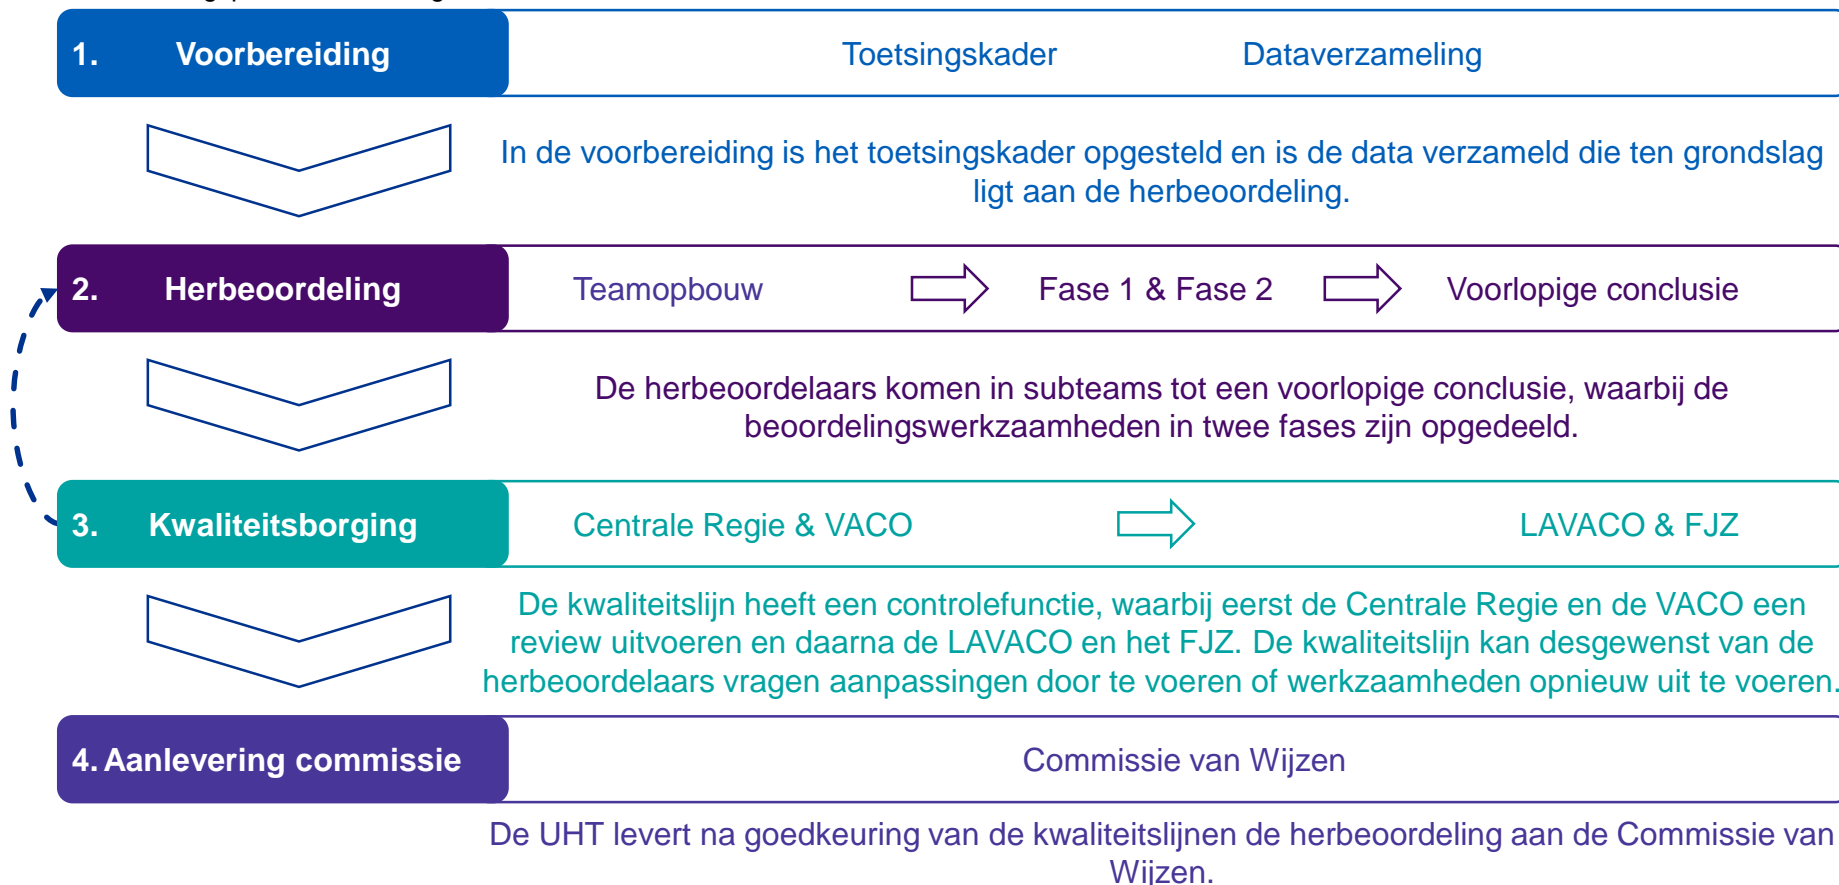 1. Voorbereiding
Toetsingskader Dataverzameling
In de voorbereiding is het toetsingskader opgesteld en is de data verzameld die ten grondslag
ligt aan de herbeoordeling.
2. Herbeoordeling
Teamopbouw Fase 1 & Fase 2 Voorlopige conclusie
De herbeoordelaars komen in subteams tot een voorlopige conclusie, waarbij de
beoordelingswerkzaamheden in twee fases zijn opgedeeld.
3. Kwaliteitsborging
Centrale Regie & VACO LAVACO & FJZ
De kwaliteitslijn heeft een controlefunctie, waarbij eerst de Centrale Regie en de VACO een
review uitvoeren en daarna de LAVACO en het FJZ. De kwaliteitslijn kan desgewenst van de
herbeoordelaars vragen aanpassingen door te voeren of werkzaamheden opnieuw uit te voeren.
4. Aanlevering commissie
Commissie van Wijzen
De UHT levert na goedkeuring van de kwaliteitslijnen de herbeoordeling aan de Commissie van
Wijzen.